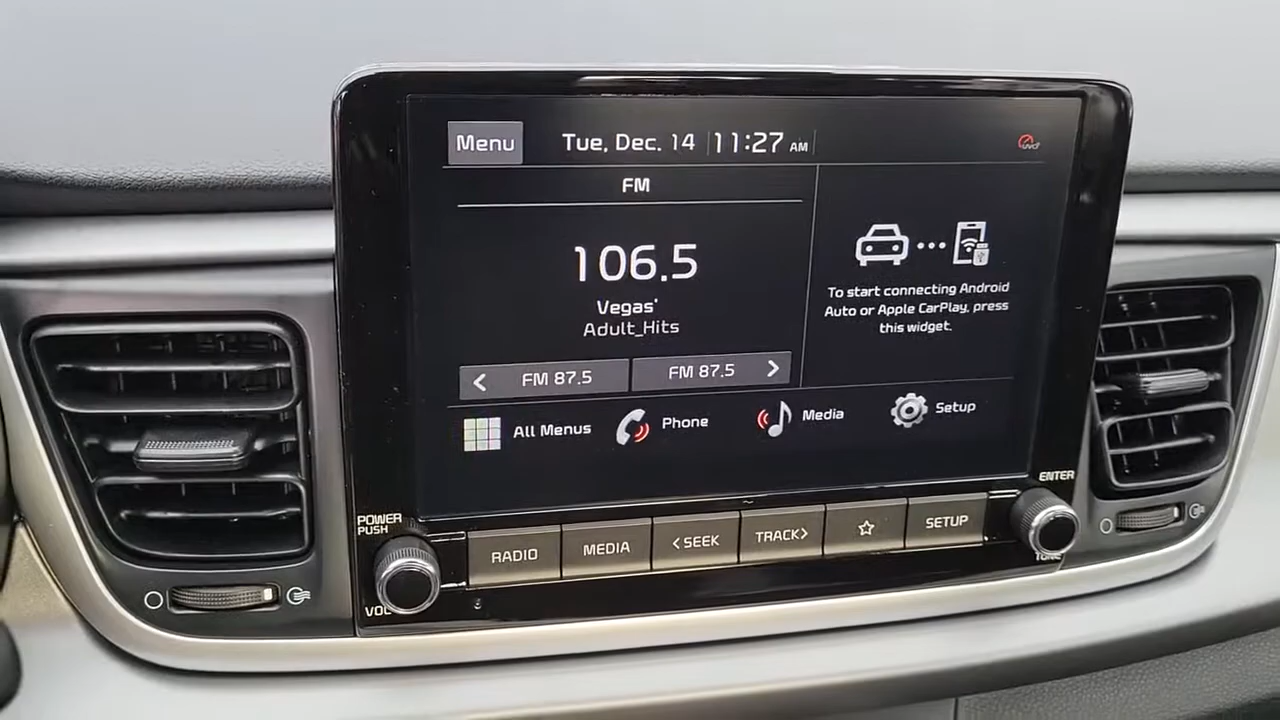 Menu Tue, Dec. 14 11:27 AM UVO
FM
106.5
Vegas'
Adult_Hits
To start connecting Android
Auto or Apple CarPlay, press
this widget.
< FM 87.5 FM 87.5 >
All Menus Phone Media Setup
POWER
PUSH
VOL
RADIO MEDIA <SEEK TRACK> SETUP
ENTER
TUNE